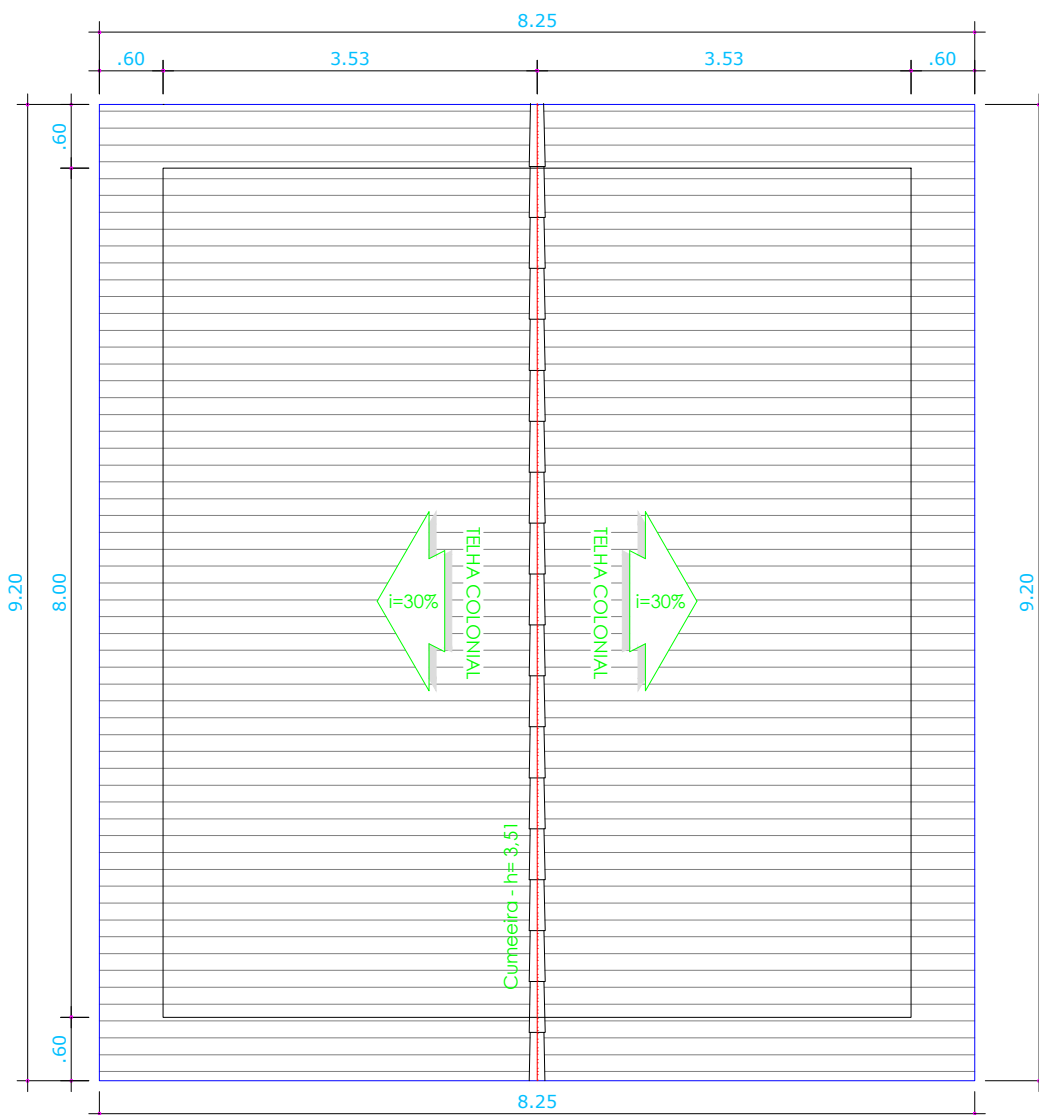 8.25
.60
3.53
3.53
.60
.60
9.20
8.00
9.20
i=30%
TELHA COLONIAL
TELHA COLONIAL
i=30%
Cumeeira - h= 3,51
.60
8.25